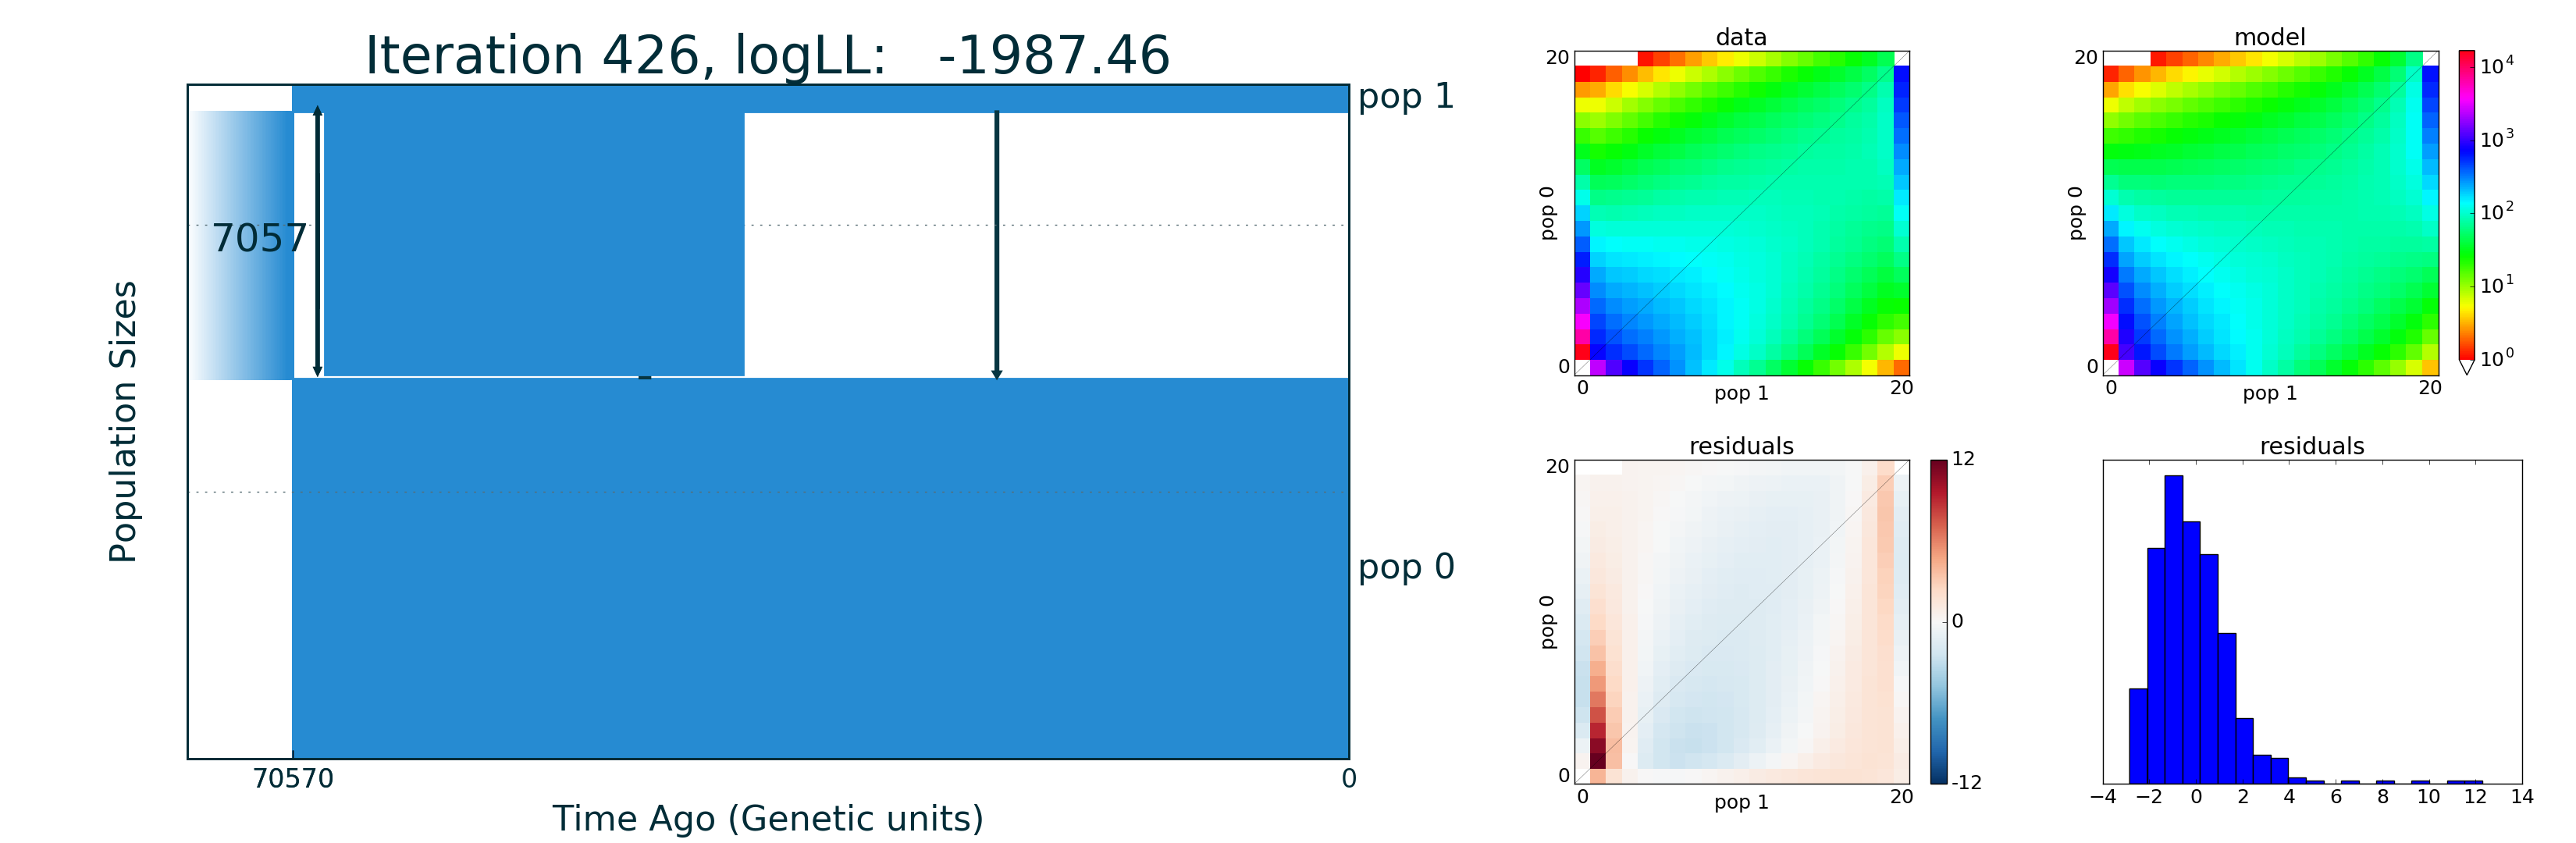 Iteration 426, logLL:   -1987.46
Population Sizes
7057
pop 1
pop 0
70570
0
Time Ago (Genetic units)
data
20
pop 0
0
0
20
pop 1
model
20
pop 0
0
0
20
pop 1
10^4
10^3
10^2
10^1
10^0
residuals
20
pop 0
0
0
20
pop 1
12
0
-12
residuals
−4
−2
0
2
4
6
8
10
12
14